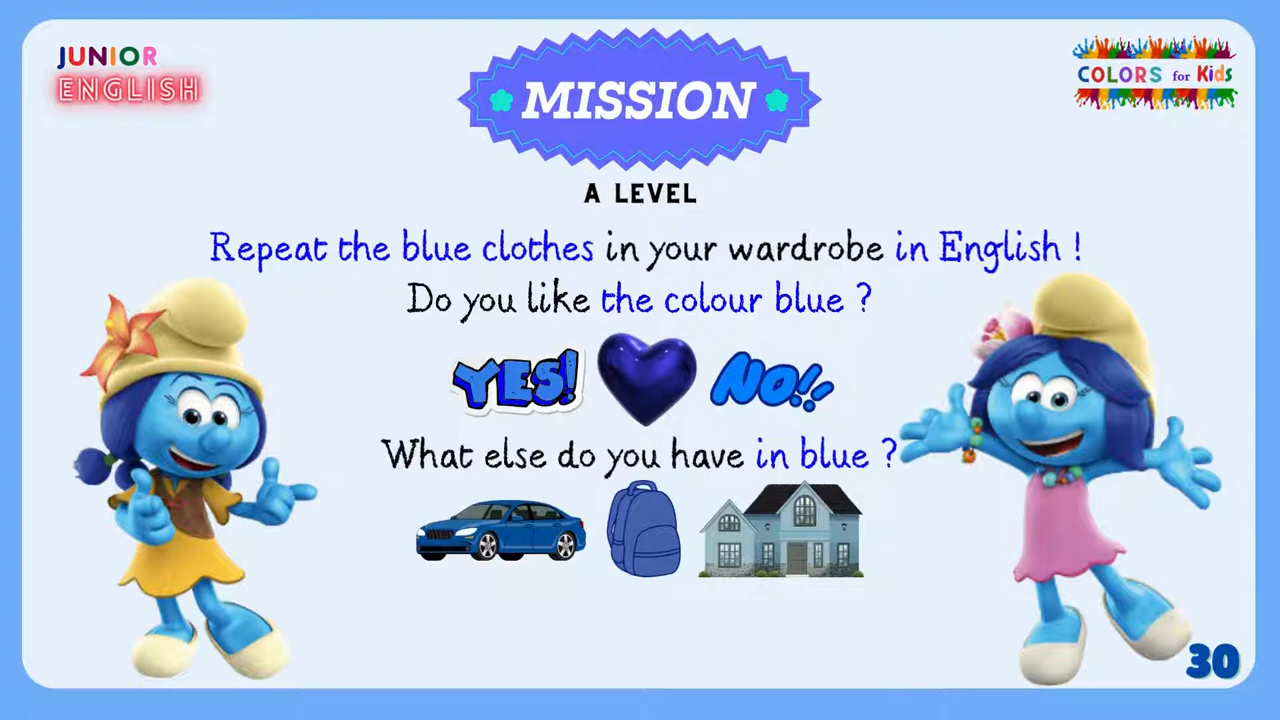 JUNIOR
ENGLISH
MISSION
COLORS for Kids
A LEVEL
Repeat the blue clothes in your wardrobe in English !
Do you like the colour blue ?
YES!
NO!!
What else do you have in blue ?
30